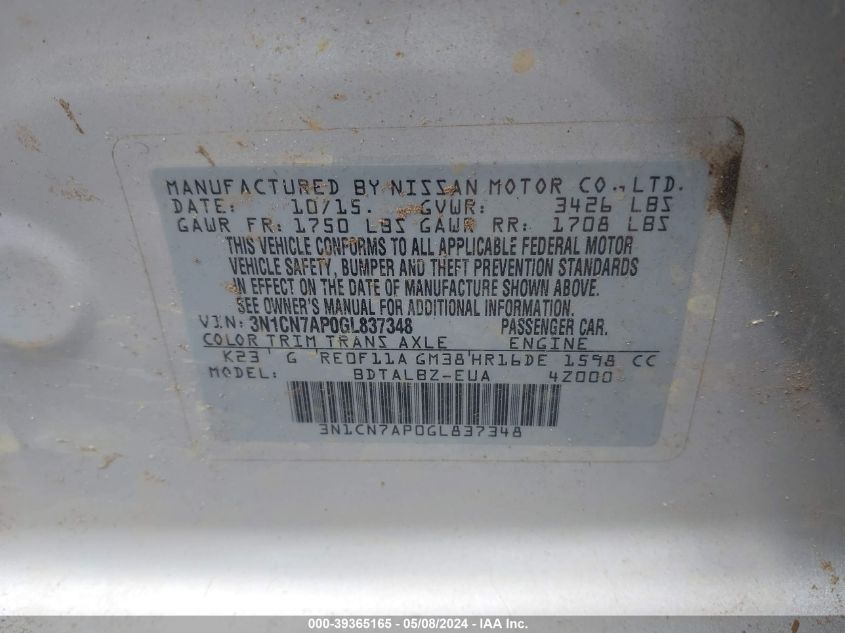 MANUFACTURED BY NISSAN MOTOR CO., LTD.
DATE: 10/15. GVWR: 3426 LBS
GAWR FR: 1750 LBS GAWR RR: 1708 LBS
THIS VEHICLE CONFORMS TO ALL APPLICABLE FEDERAL MOTOR
VEHICLE SAFETY, BUMPER AND THEFT PREVENTION STANDARDS
IN EFFECT ON THE DATE OF MANUFACTURE SHOWN ABOVE.
SEE OWNER'S MANUAL FOR ADDITIONAL INFORMATION.
VIN: 3N1CN7AP0GL837348 PASSENGER CAR.
COLOR TRIM TRANS AXLE ENGINE
K23 G RE0F11A GM38 HR16DE 1598 CC
MODEL: BDTALBZ-EUA 4Z000
3N1CN7AP0GL837348
000-39365165 - 05/08/2024 - IAA Inc.